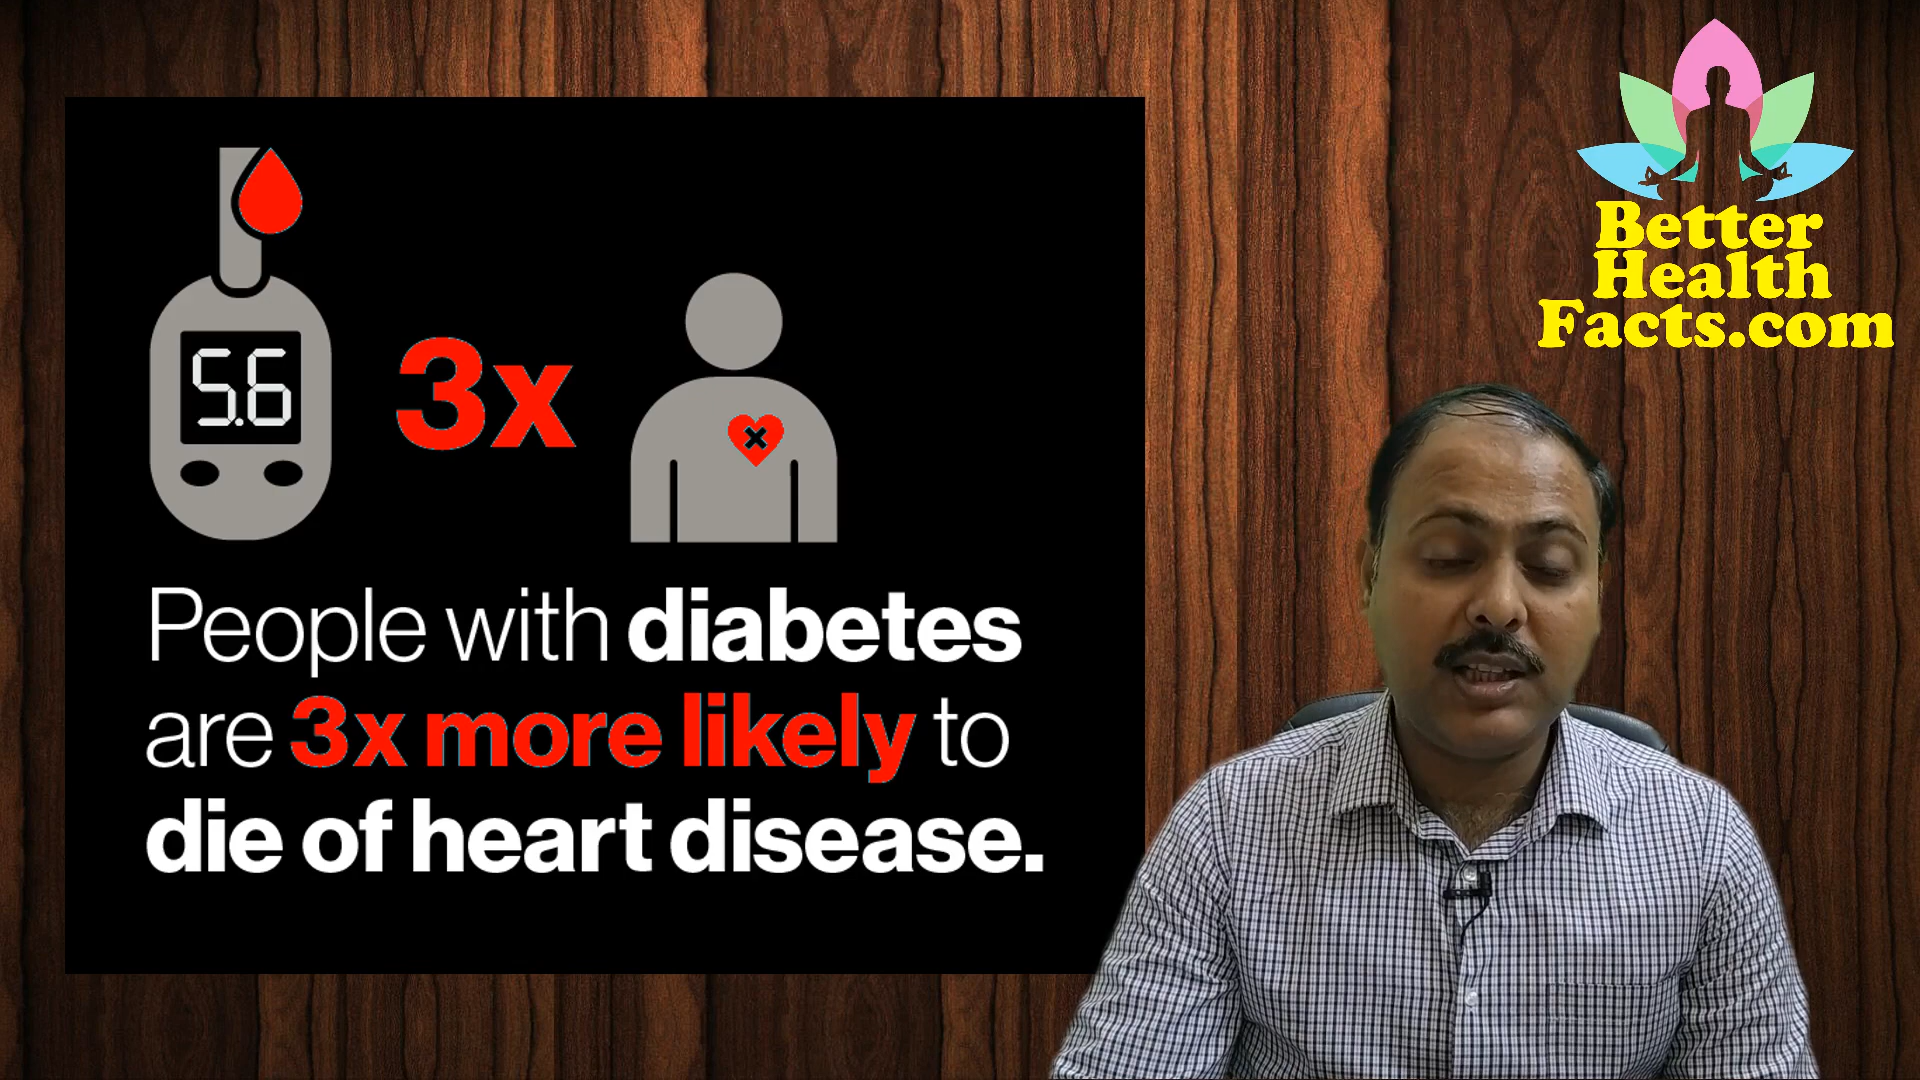 5.6
3x
People with diabetes
are 3x more likely to
die of heart disease.
Better
Health
Facts.com